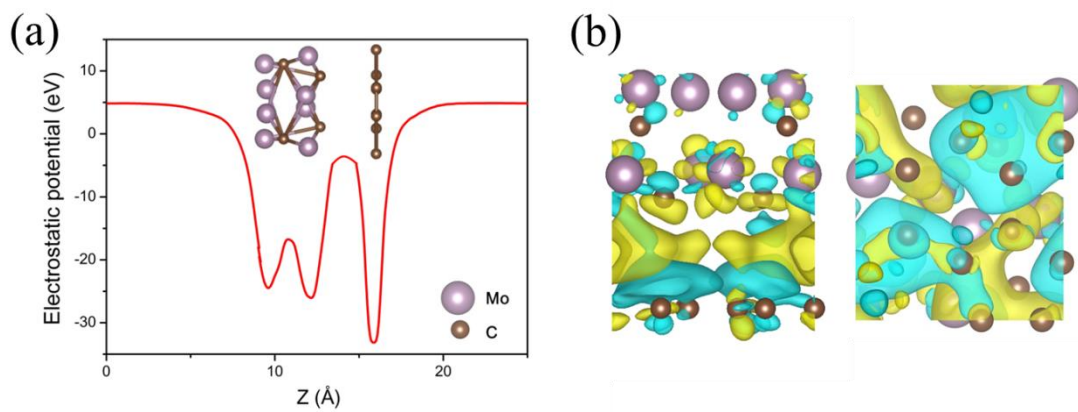 (a)
(b)
Electrostatic potential (eV)
10
0
-10
-20
-30
Mo
C
0
10
20
Z (Å)